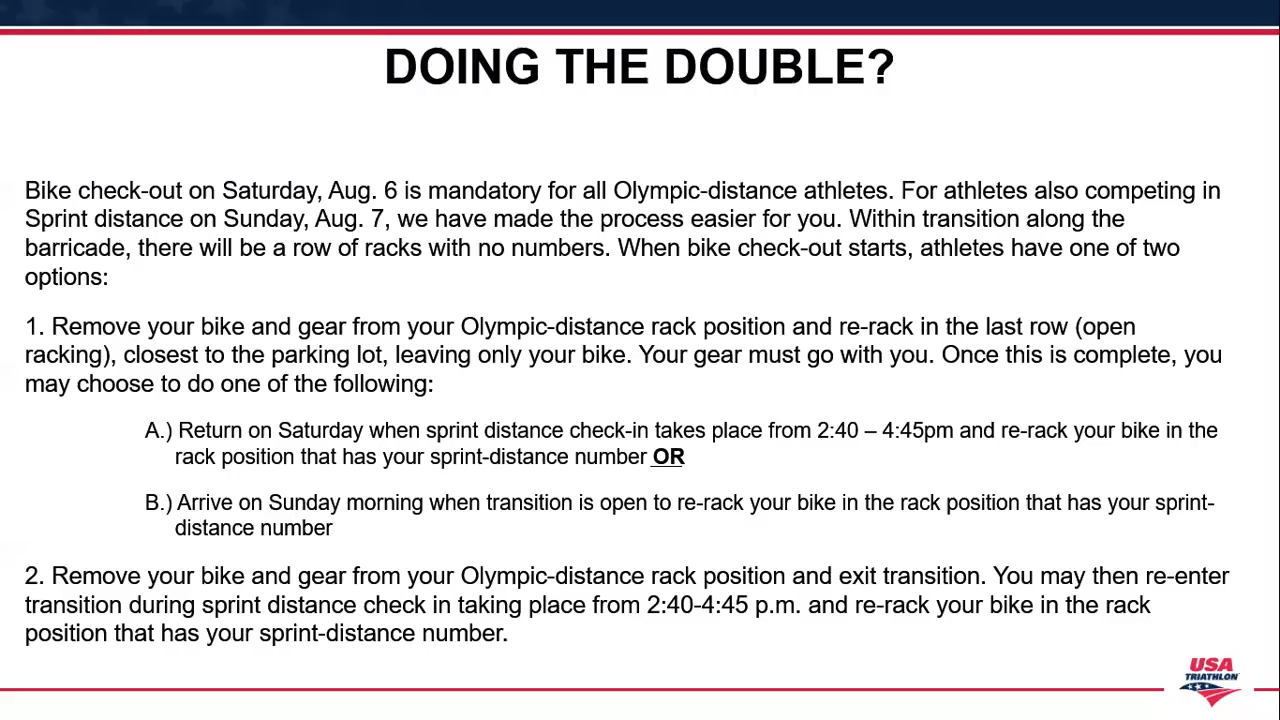 DOING THE DOUBLE?
Bike check-out on Saturday, Aug. 6 is mandatory for all Olympic-distance athletes. For athletes also competing in
Sprint distance on Sunday, Aug. 7, we have made the process easier for you. Within transition along the
barricade, there will be a row of racks with no numbers. When bike check-out starts, athletes have one of two
options:
1. Remove your bike and gear from your Olympic-distance rack position and re-rack in the last row (open
racking), closest to the parking lot, leaving only your bike. Your gear must go with you. Once this is complete, you
may choose to do one of the following:
A.) Return on Saturday when sprint distance check-in takes place from 2:40 – 4:45pm and re-rack your bike in the
rack position that has your sprint-distance number OR
B.) Arrive on Sunday morning when transition is open to re-rack your bike in the rack position that has your sprint-
distance number
2. Remove your bike and gear from your Olympic-distance rack position and exit transition. You may then re-enter
transition during sprint distance check in taking place from 2:40-4:45 p.m. and re-rack your bike in the rack
position that has your sprint-distance number.
USA
TRIATHLON